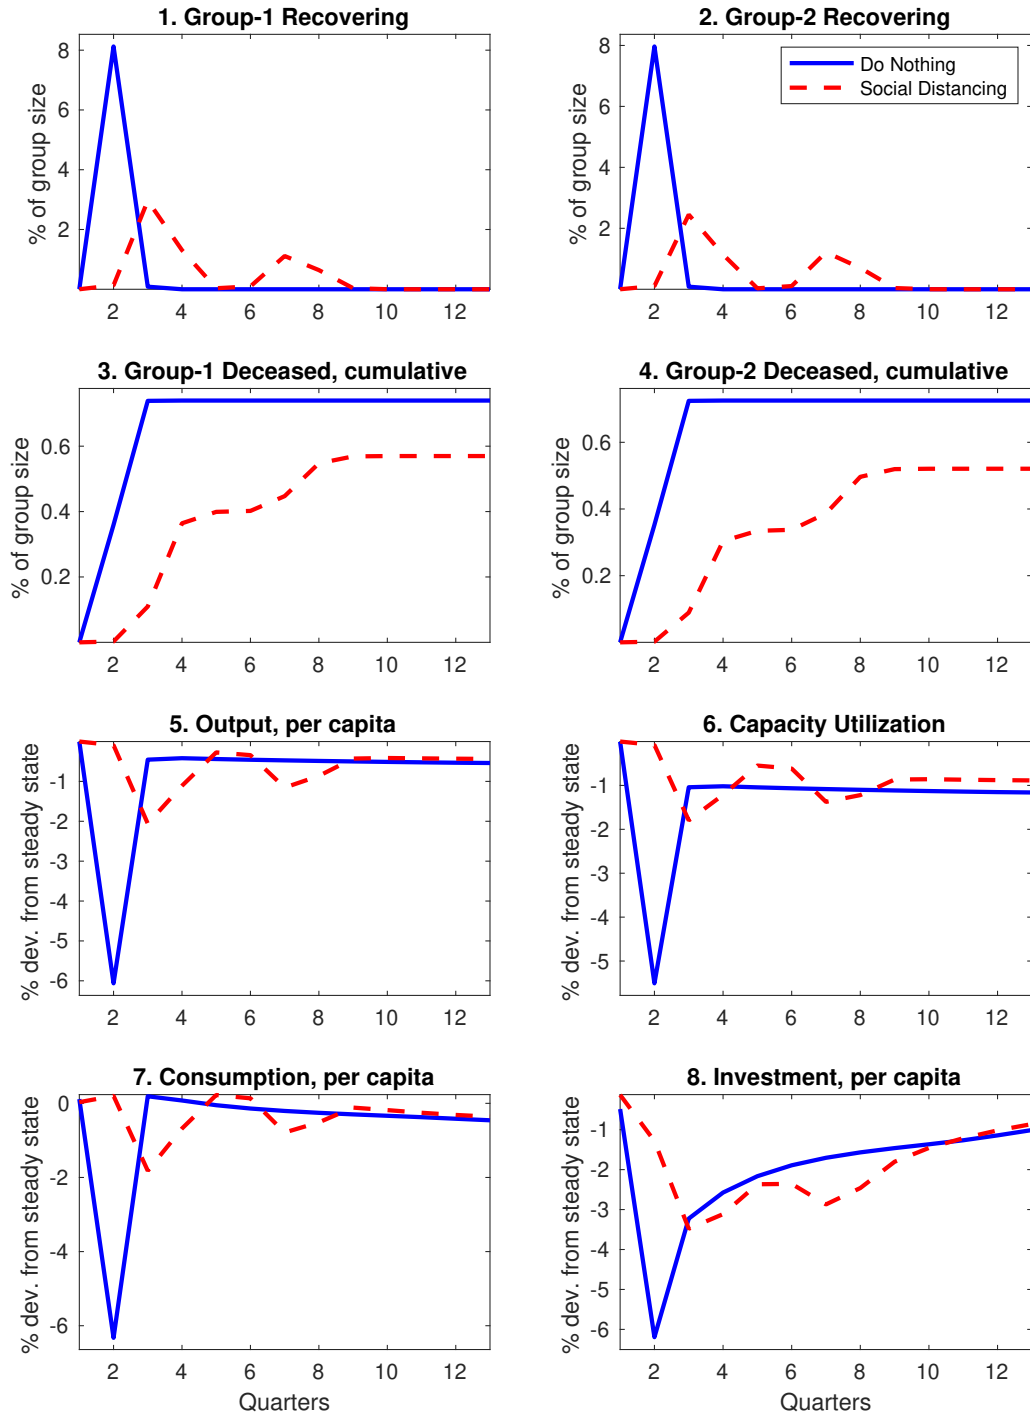 1. Group-1 Recovering
% of group size
8
6
4
2
2 4 6 8 10 12
2. Group-2 Recovering
% of group size
8
6
4
2
2 4 6 8 10 12
Do Nothing
Social Distancing
3. Group-1 Deceased, cumulative
% of group size
0.6
0.4
0.2
2 4 6 8 10 12
4. Group-2 Deceased, cumulative
% of group size
0.6
0.4
0.2
2 4 6 8 10 12
5. Output, per capita
% dev. from steady state
-1
-2
-3
-4
-5
-6
2 4 6 8 10 12
6. Capacity Utilization
% dev. from steady state
-1
-2
-3
-4
-5
2 4 6 8 10 12
7. Consumption, per capita
% dev. from steady state
0
-2
-4
-6
2 4 6 8 10 12
Quarters
8. Investment, per capita
% dev. from steady state
-1
-2
-3
-4
-5
-6
2 4 6 8 10 12
Quarters